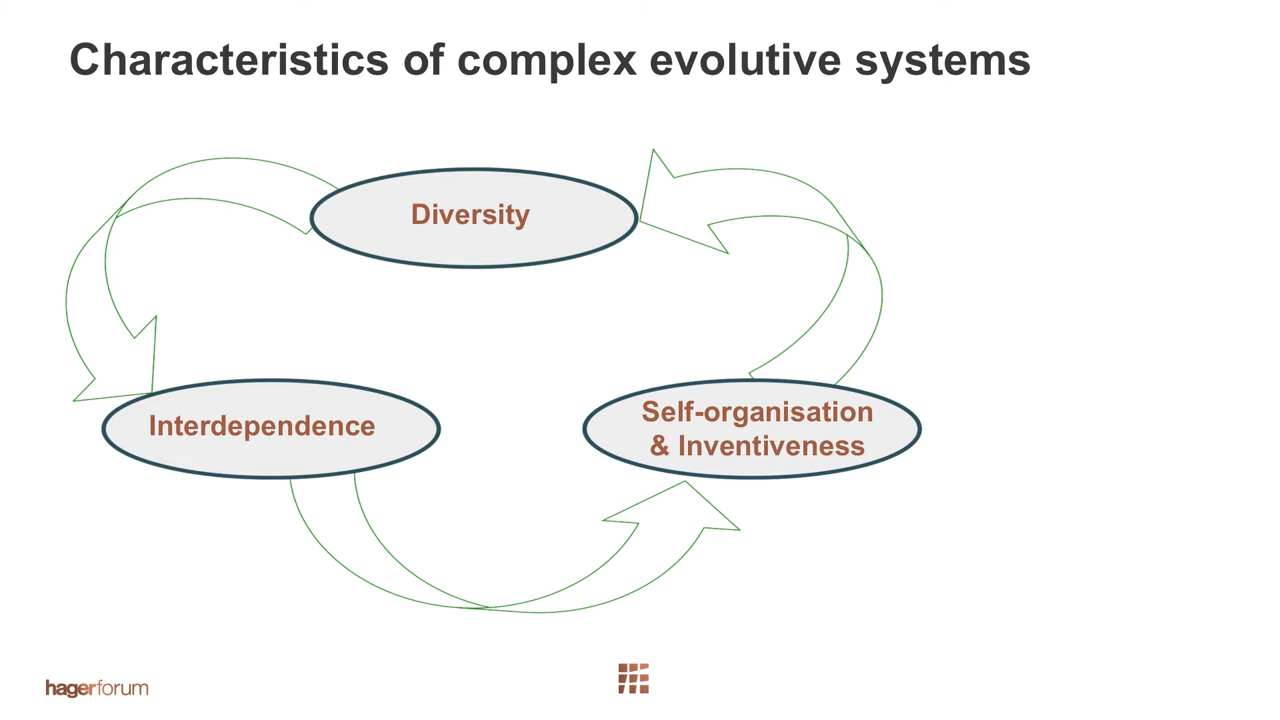 Characteristics of complex evolutive systems
Diversity
Interdependence
Self-organisation
& Inventiveness
hagerforum